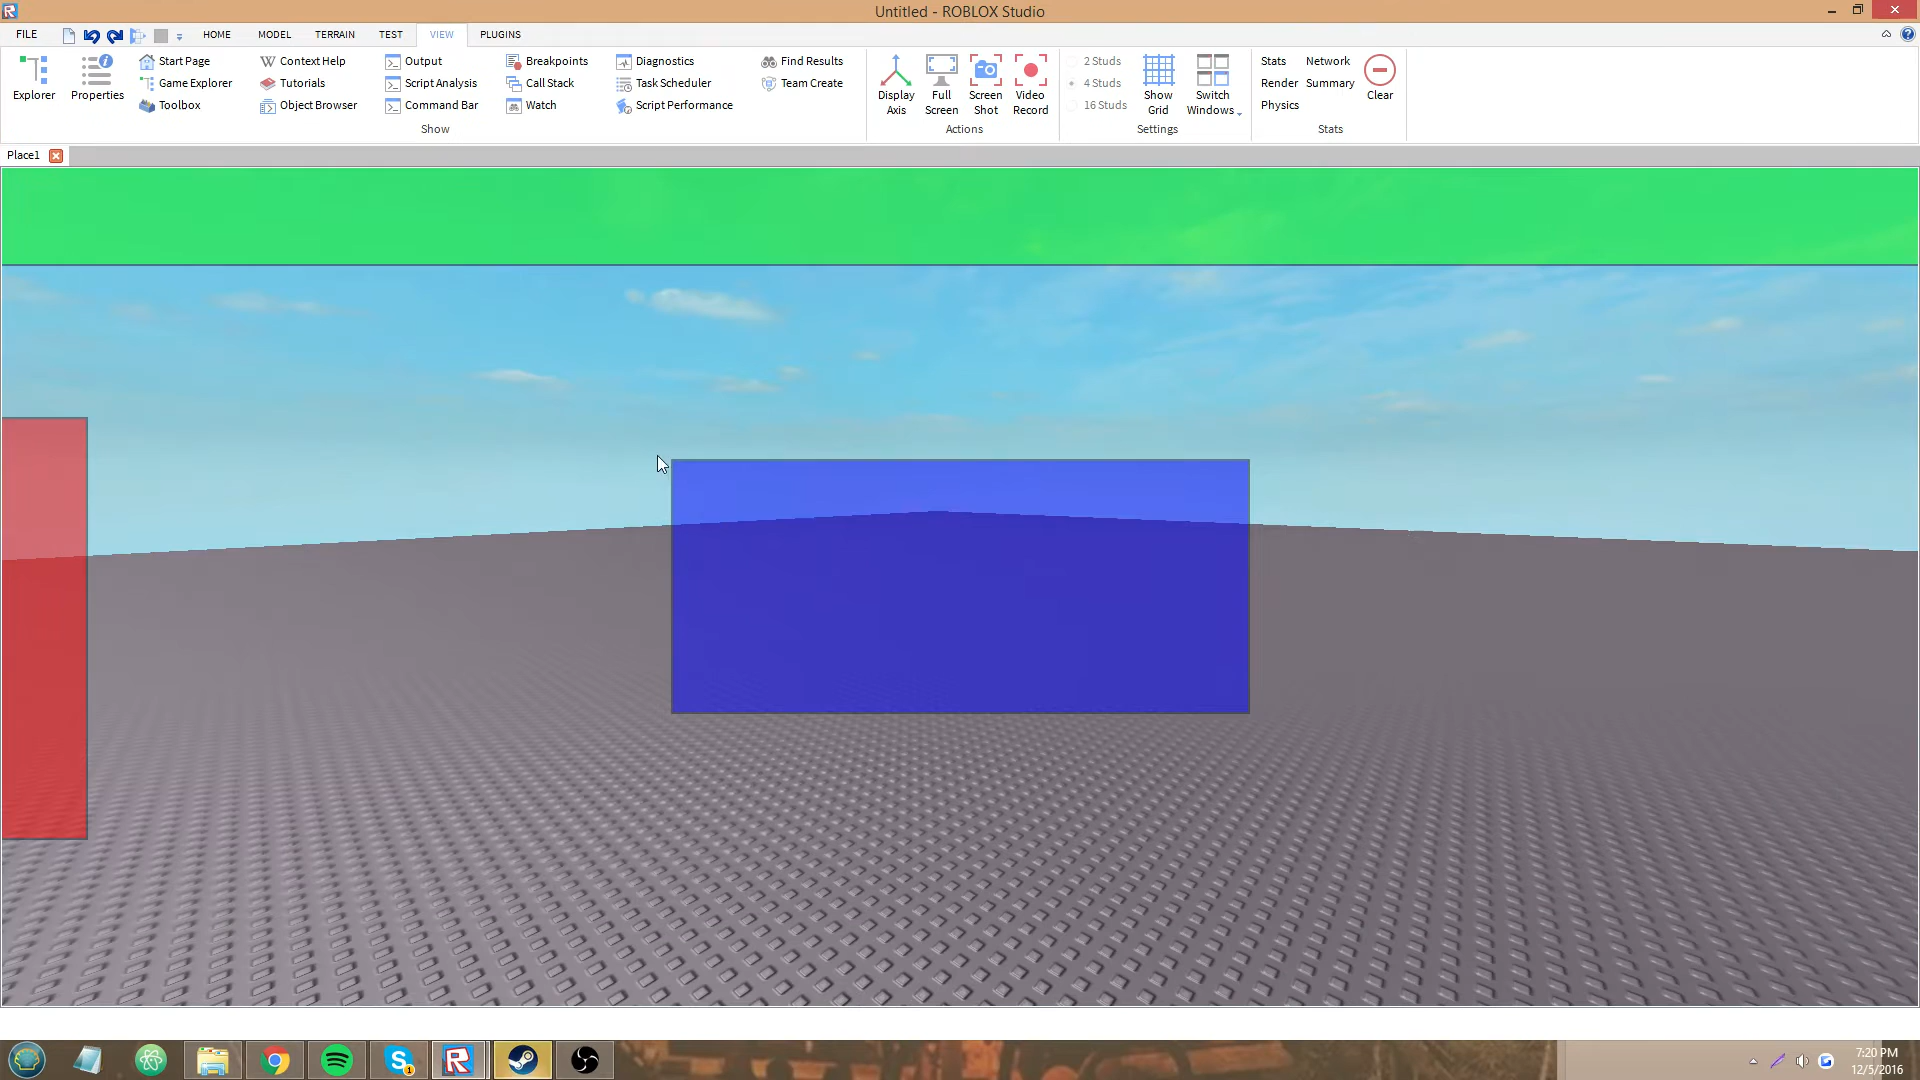 Untitled - ROBLOX Studio
FILE HOME MODEL TERRAIN TEST VIEW PLUGINS
Explorer
Properties
Start Page
Game Explorer
Toolbox
Context Help
Tutorials
Object Browser
Output
Script Analysis
Command Bar
Breakpoints
Call Stack
Watch
Diagnostics
Task Scheduler
Script Performance
Find Results
Team Create
Show
Display
Axis
Full
Screen
Screen
Shot
Video
Record
Actions
2 Studs
4 Studs
16 Studs
Show
Grid
Switch
Windows
Settings
Stats
Render
Physics
Network
Summary
Clear
Stats
Place1
7:20 PM
12/5/2016